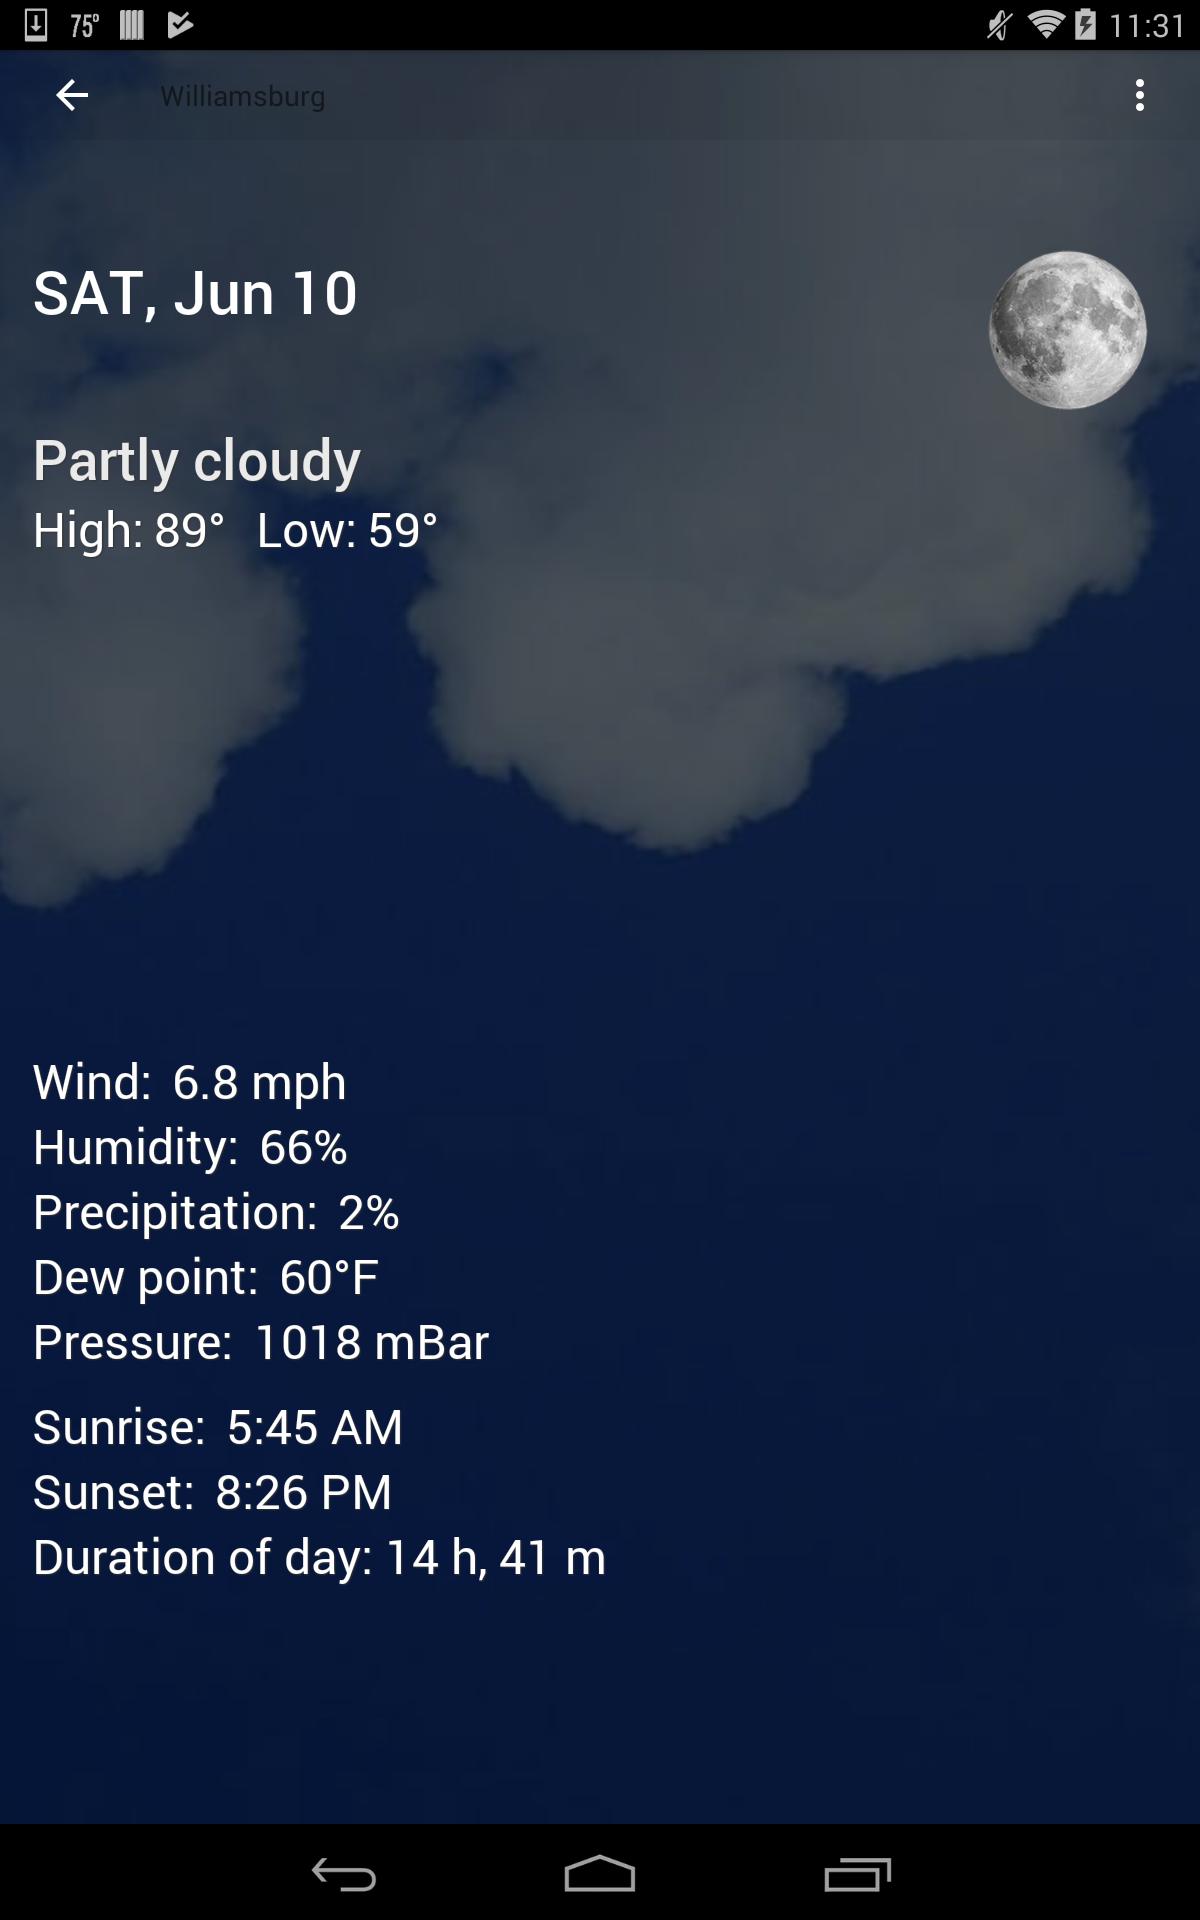 75°
11:31
Williamsburg
SAT, Jun 10
Partly cloudy
High: 89° Low: 59°
Wind: 6.8 mph
Humidity: 66%
Precipitation: 2%
Dew point: 60°F
Pressure: 1018 mBar
Sunrise: 5:45 AM
Sunset: 8:26 PM
Duration of day: 14 h, 41 m